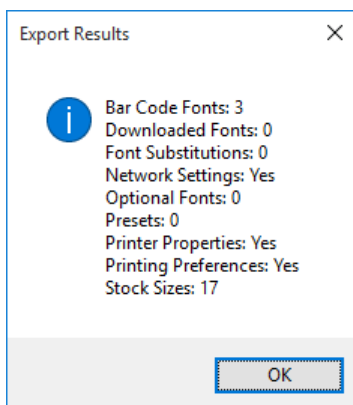 Export Results
Bar Code Fonts: 3
Downloaded Fonts: 0
Font Substitutions: 0
Network Settings: Yes
Optional Fonts: 0
Presets: 0
Printer Properties: Yes
Printing Preferences: Yes
Stock Sizes: 17
OK